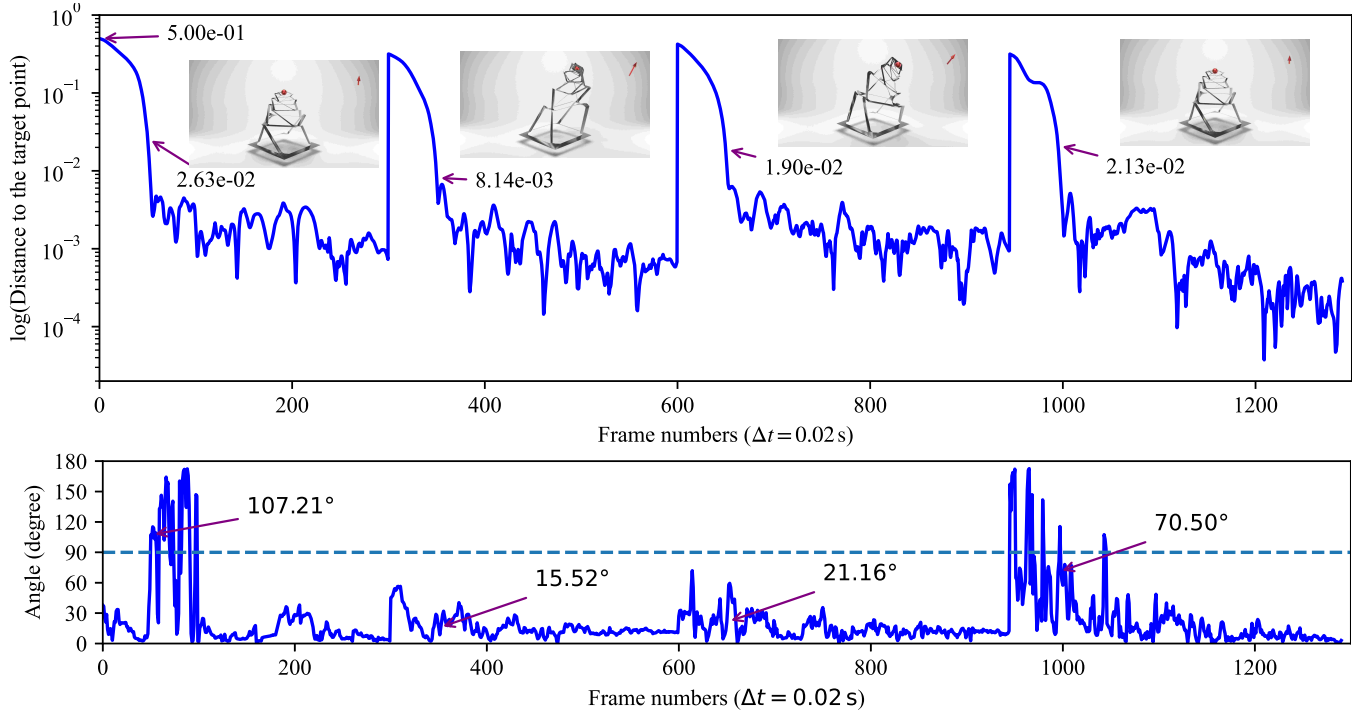 log(Distance to the target point)
10⁰
10⁻¹
10⁻²
10⁻³
10⁻⁴
5.00e-01
2.63e-02
8.14e-03
1.90e-02
2.13e-02
0 200 400 600 800 1000 1200
Frame numbers (Δt = 0.02 s)
Angle (degree)
180
150
120
90
60
30
0
107.21°
15.52°
21.16°
70.50°
0 200 400 600 800 1000 1200
Frame numbers (Δt = 0.02 s)